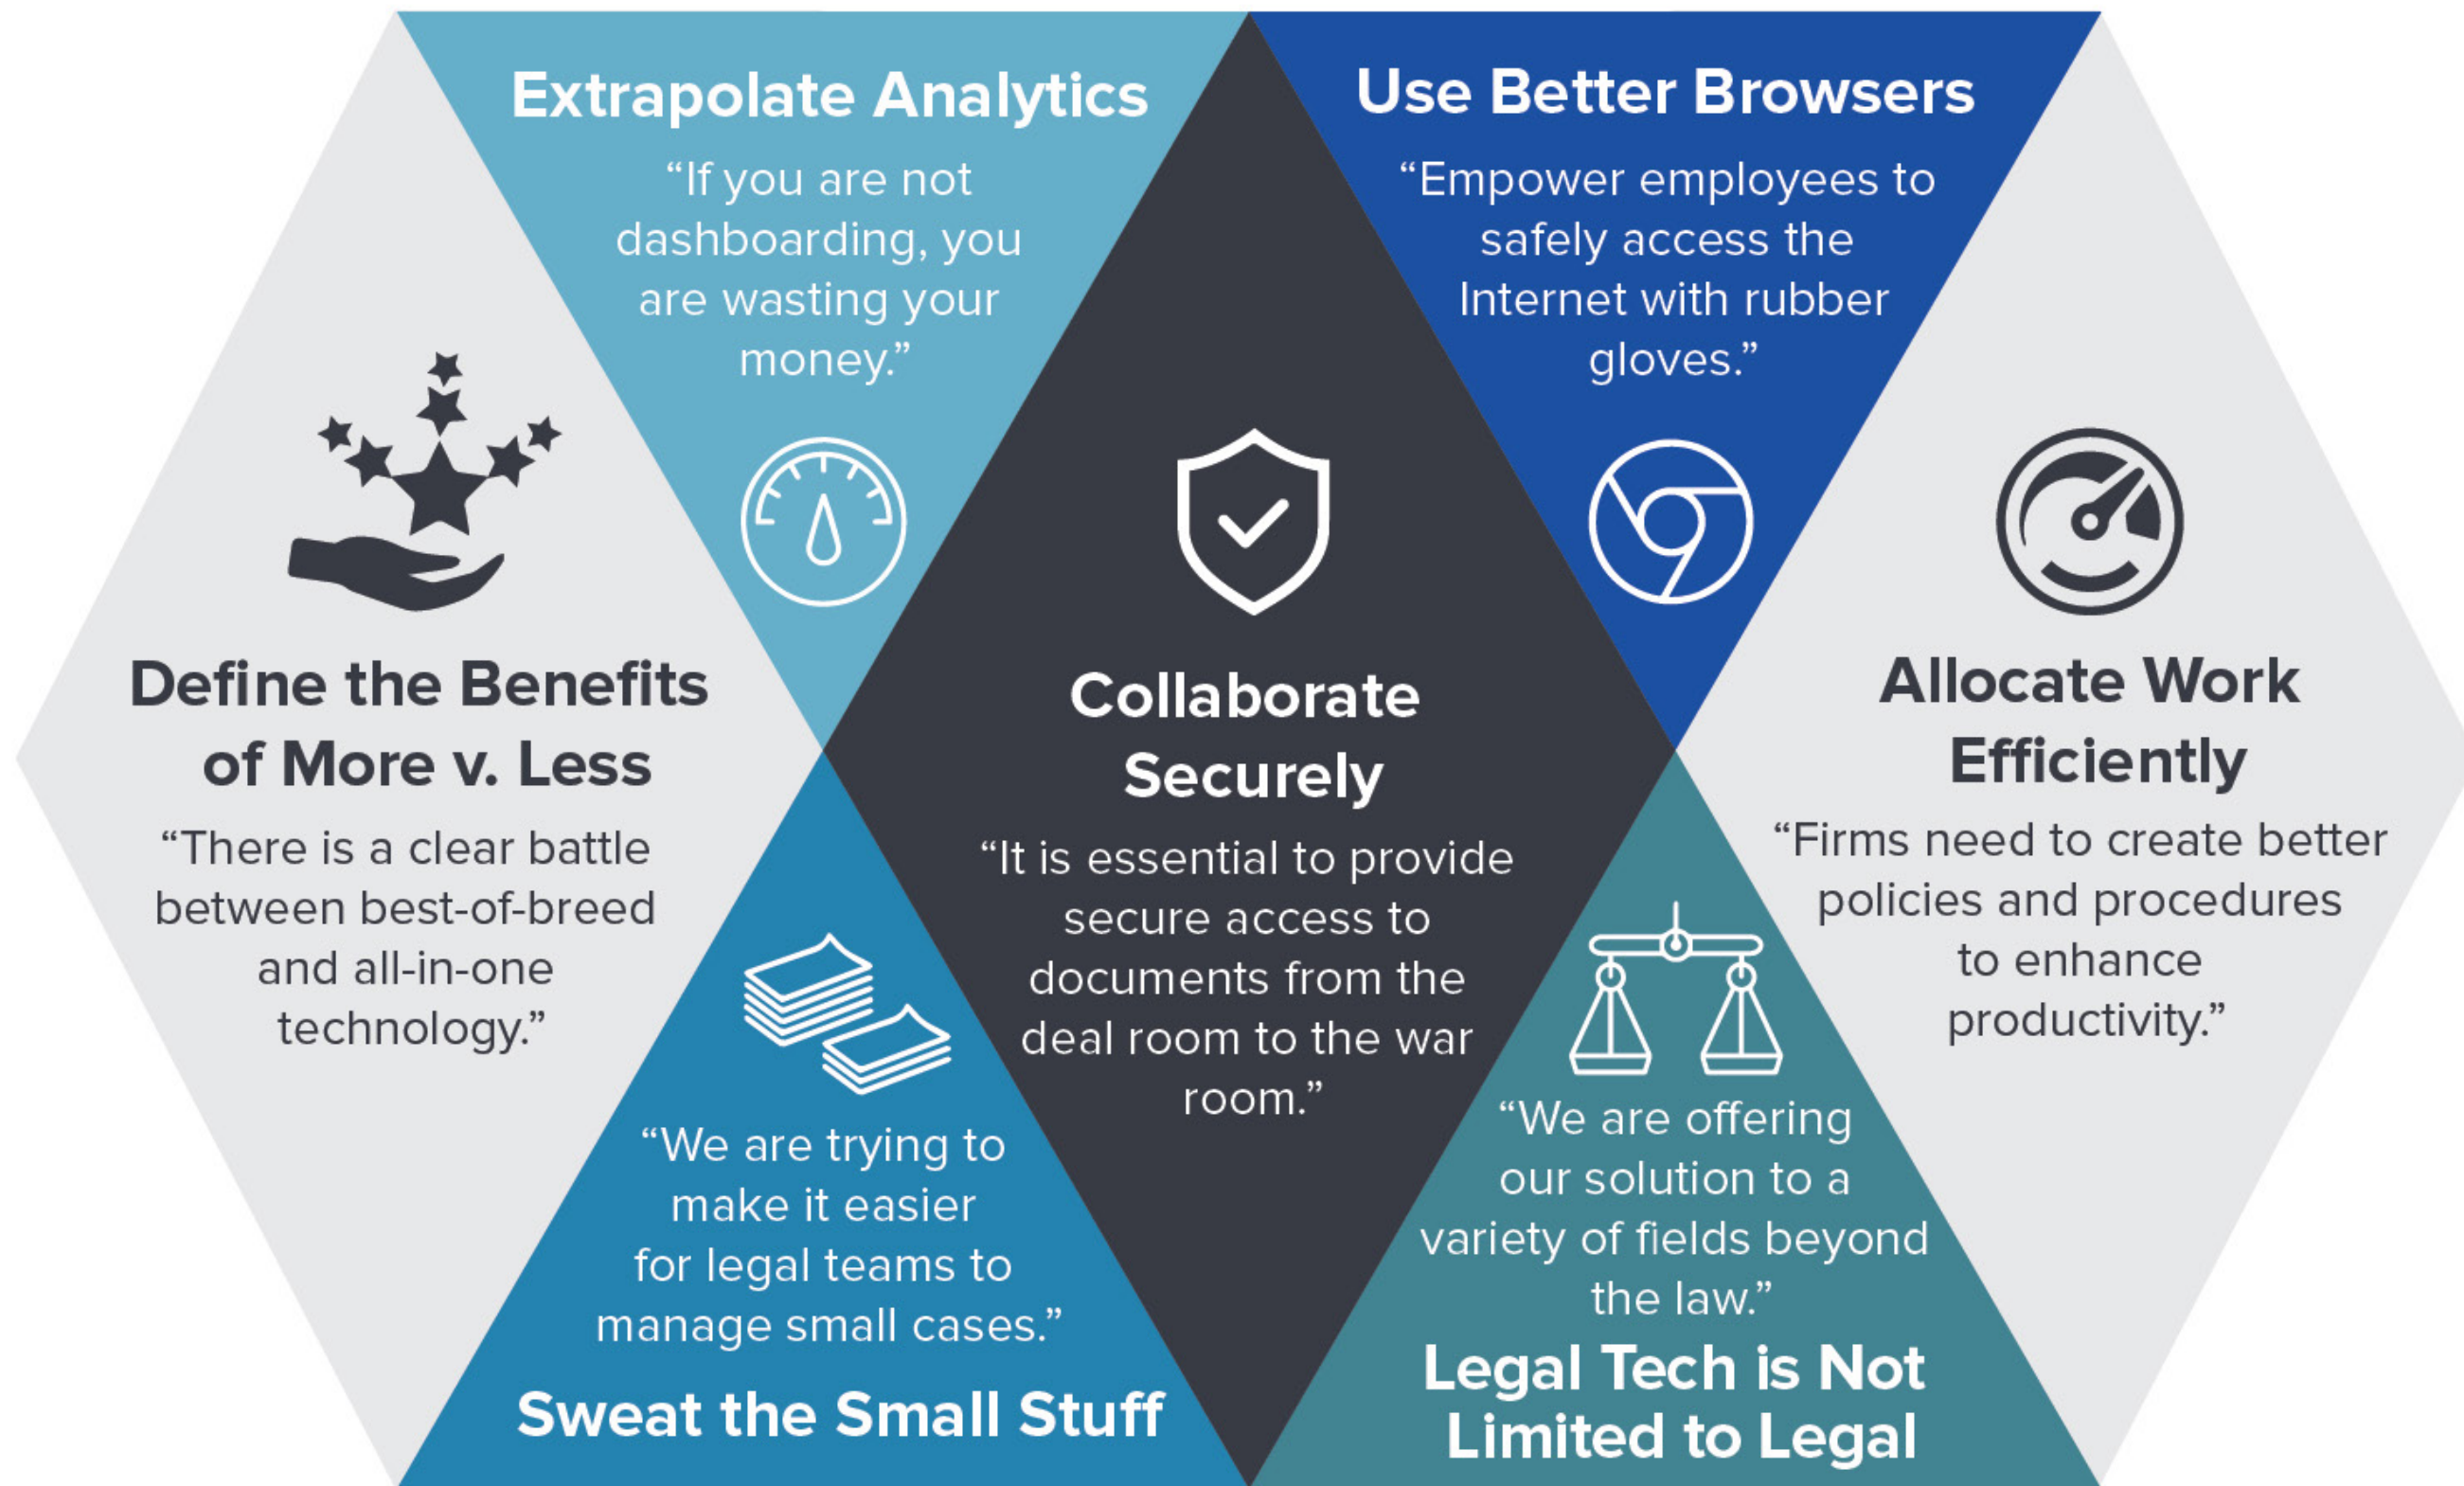 Extrapolate Analytics
“If you are not
dashboarding, you
are wasting your
money.”
Use Better Browsers
“Empower employees to
safely access the
Internet with rubber
gloves.”
Define the Benefits
of More v. Less
“There is a clear battle
between best-of-breed
and all-in-one
technology.”
Collaborate
Securely
“It is essential to provide
secure access to
documents from the
deal room to the war
room.”
Allocate Work
Efficiently
“Firms need to create better
policies and procedures
to enhance
productivity.”
“We are trying to
make it easier
for legal teams to
manage small cases.”
Sweat the Small Stuff
“We are offering
our solution to a
variety of fields beyond
the law.”
Legal Tech is Not
Limited to Legal